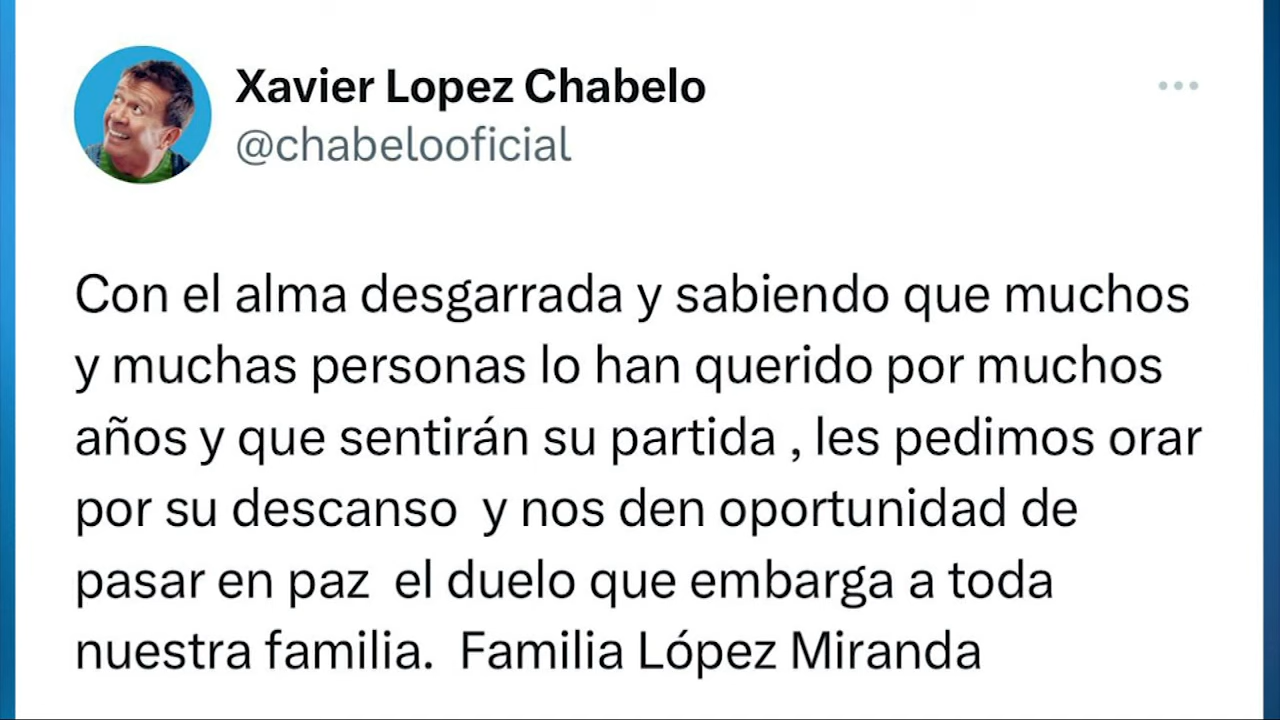 Xavier Lopez Chabelo
@chabelooficial
Con el alma desgarrada y sabiendo que muchos
y muchas personas lo han querido por muchos
años y que sentirán su partida , les pedimos orar
por su descanso  y nos den oportunidad de
pasar en paz  el duelo que embarga a toda
nuestra familia.  Familia López Miranda